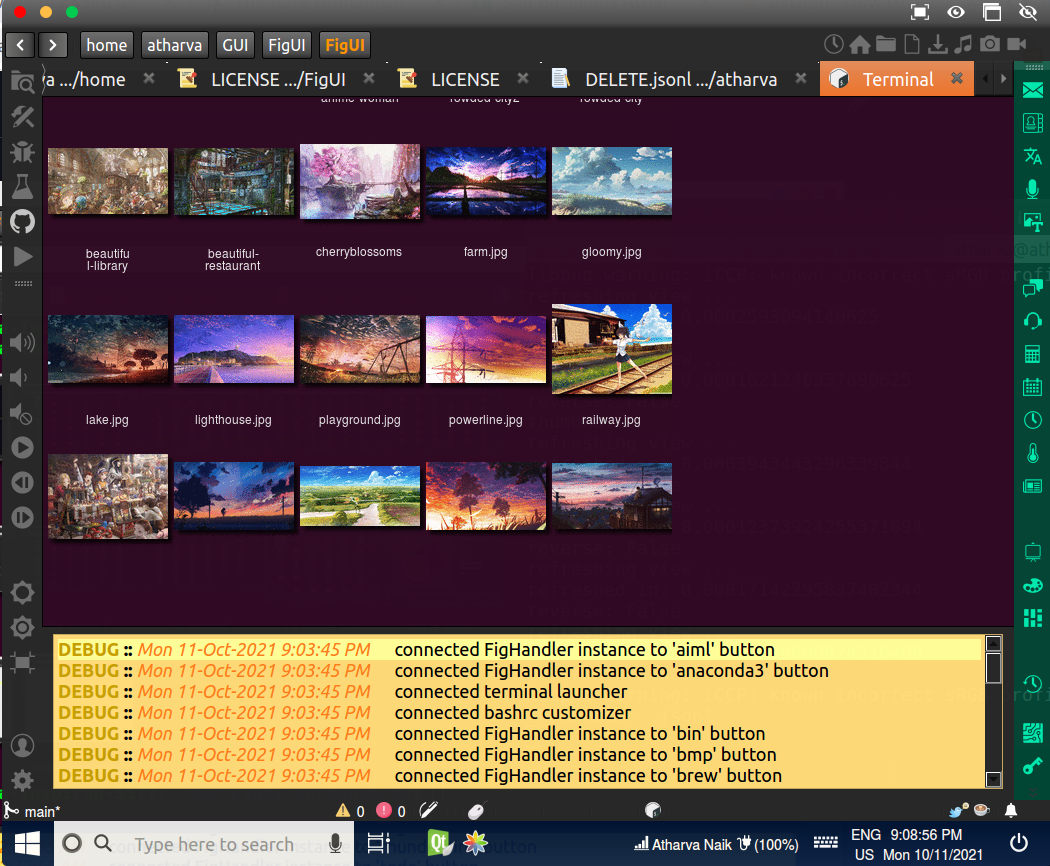 home atharva GUI FigUI FigUI
a .../home LICENSE .../FigUI LICENSE DELETE.jsonl .../atharva Terminal
anime-woman rowded-city2 rowded-city
beautifu
l-library
beautiful-
restaurant
cherryblossoms
farm.jpg
gloomy.jpg
lake.jpg
lighthouse.jpg
playground.jpg
powerline.jpg
railway.jpg
DEBUG :: Mon 11-Oct-2021 9:03:45 PM connected FigHandler instance to 'aiml' button
DEBUG :: Mon 11-Oct-2021 9:03:45 PM connected FigHandler instance to 'anaconda3' button
DEBUG :: Mon 11-Oct-2021 9:03:45 PM connected terminal launcher
DEBUG :: Mon 11-Oct-2021 9:03:45 PM connected bashrc customizer
DEBUG :: Mon 11-Oct-2021 9:03:45 PM connected FigHandler instance to 'bin' button
DEBUG :: Mon 11-Oct-2021 9:03:45 PM connected FigHandler instance to 'bmp' button
DEBUG :: Mon 11-Oct-2021 9:03:45 PM connected FigHandler instance to 'brew' button
main* 0 0
Type here to search Qt Atharva Naik (100%) ENG 9:08:56 PM
US Mon 10/11/2021